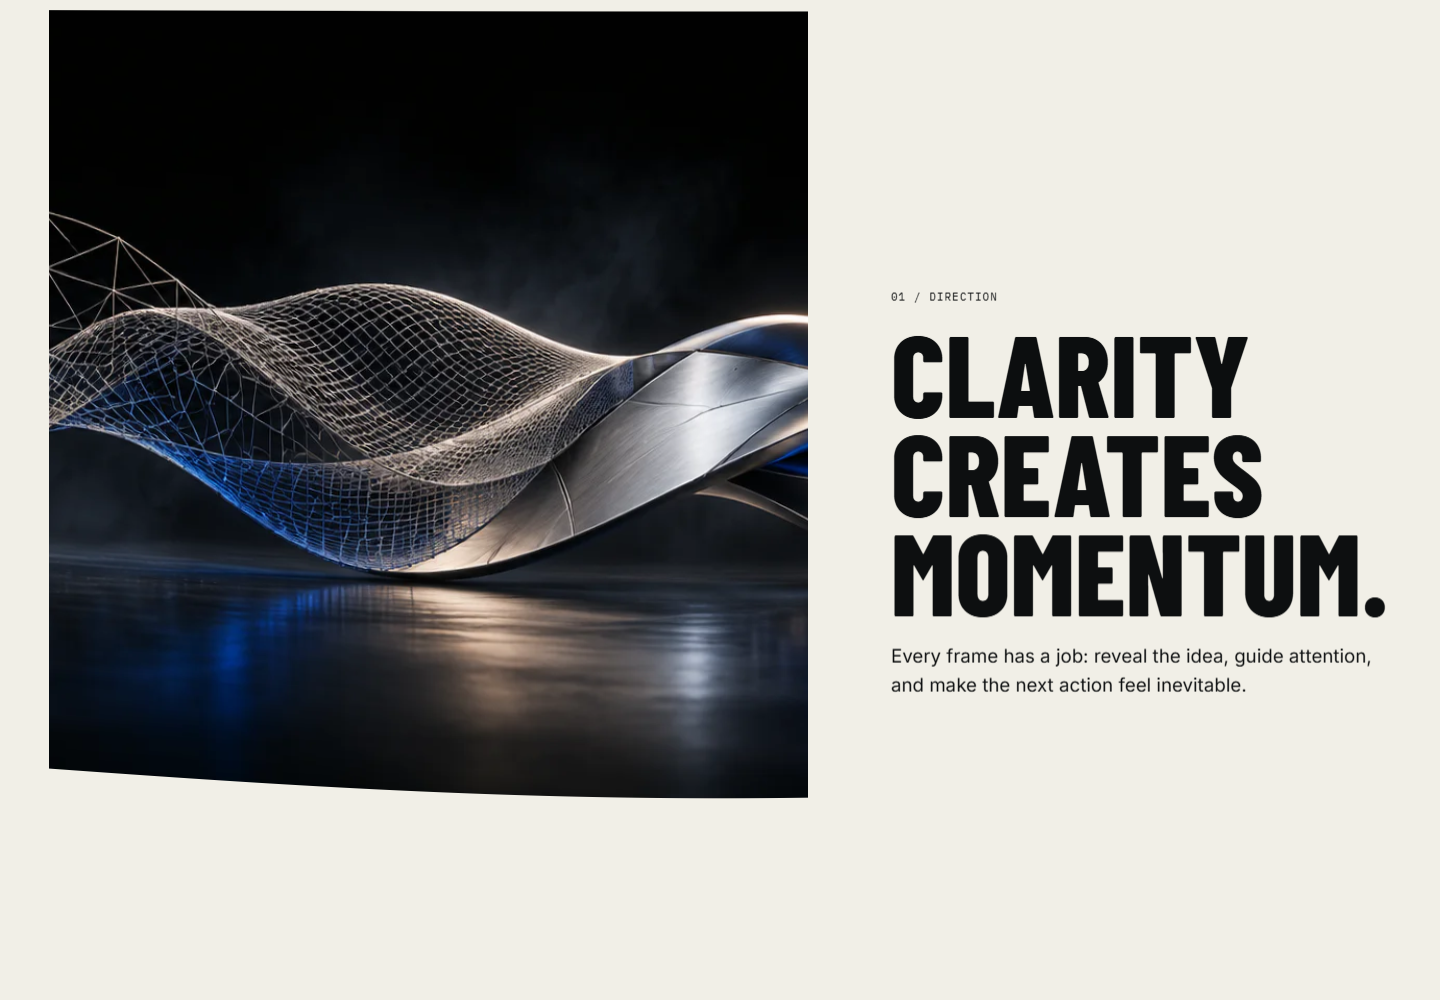 01 / DIRECTION
CLARITY
CREATES
MOMENTUM.
Every frame has a job: reveal the idea, guide attention,
and make the next action feel inevitable.